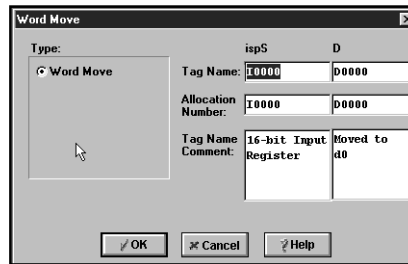 Word Move
Type:
ispS D
Word Move
Tag Name: I0000 D0000
Allocation Number: I0000 D0000
Tag Name Comment: 16-bit Input Register Moved to d0
OK Cancel Help